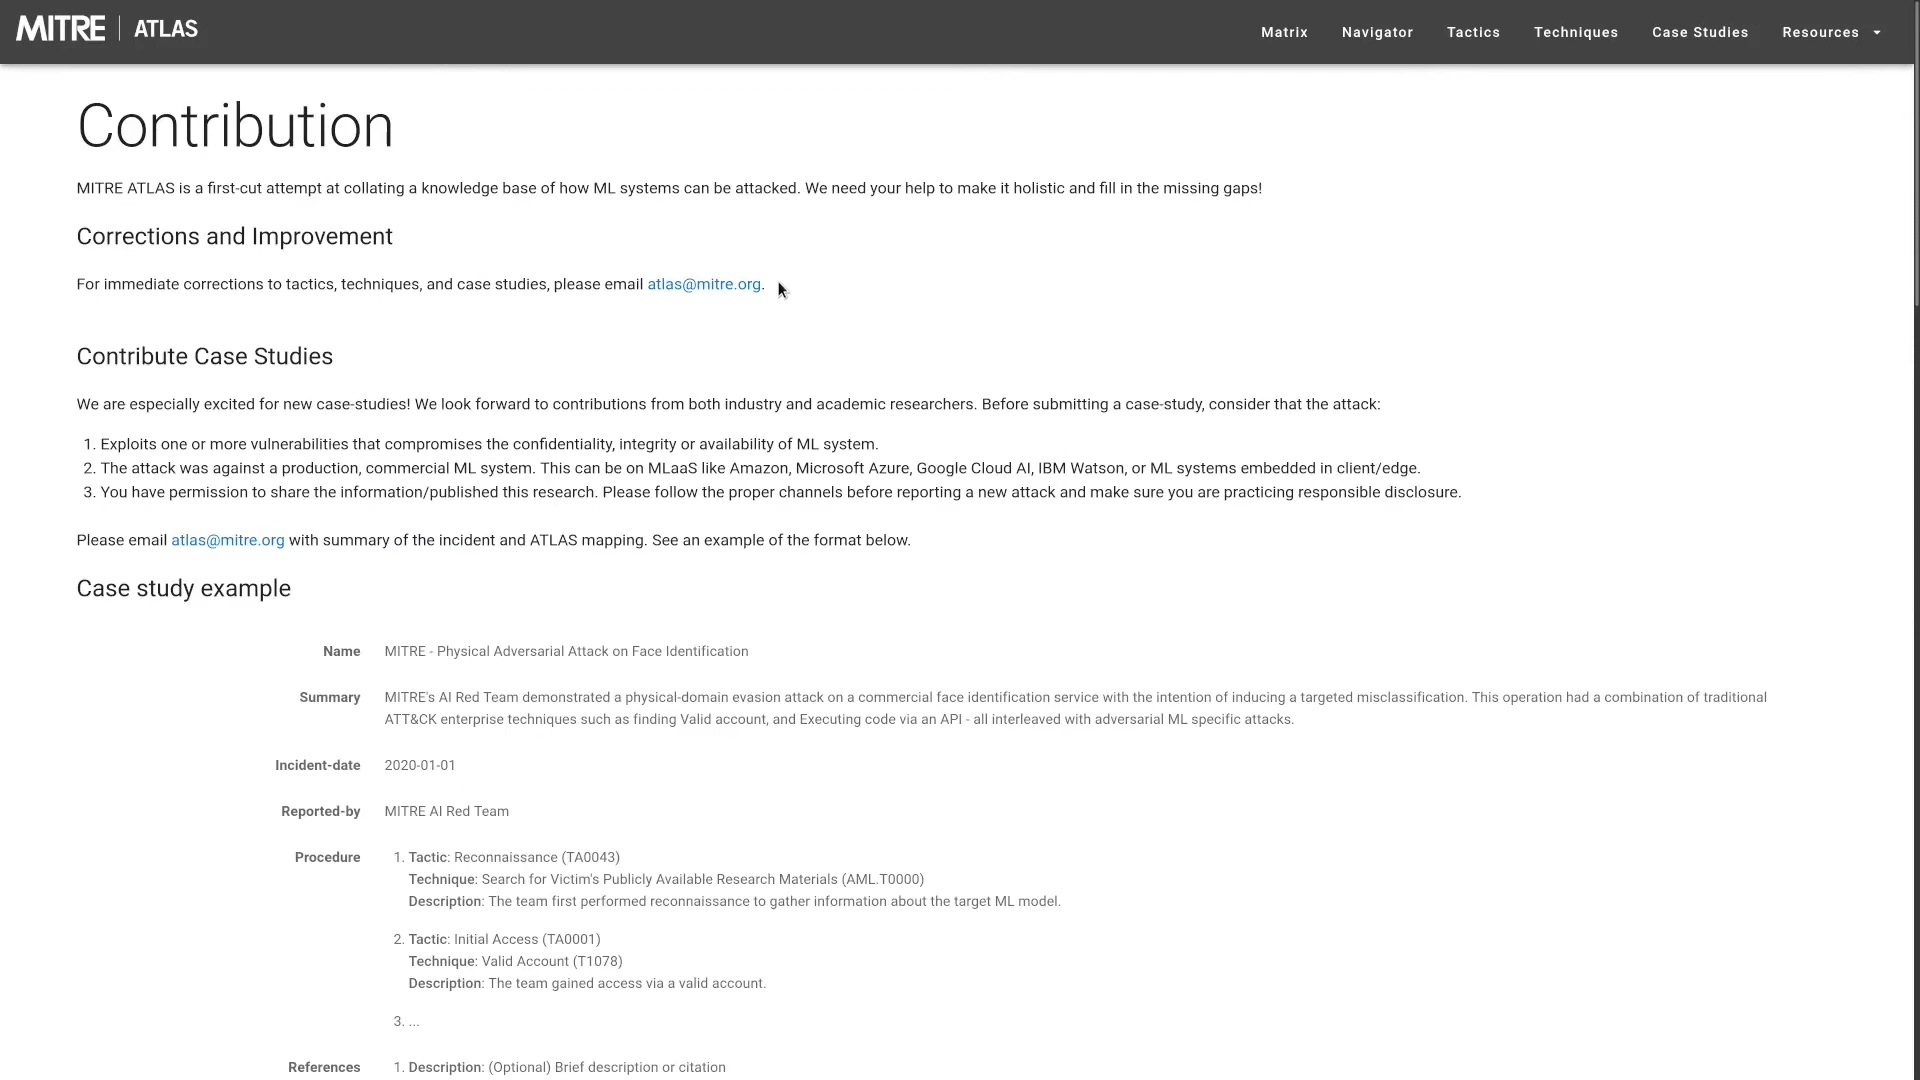 MITRE | ATLAS
Matrix Navigator Tactics Techniques Case Studies Resources
Contribution
MITRE ATLAS is a first-cut attempt at collating a knowledge base of how ML systems can be attacked. We need your help to make it holistic and fill in the missing gaps!
Corrections and Improvement
For immediate corrections to tactics, techniques, and case studies, please email atlas@mitre.org.
Contribute Case Studies
We are especially excited for new case-studies! We look forward to contributions from both industry and academic researchers. Before submitting a case-study, consider that the attack:
1. Exploits one or more vulnerabilities that compromises the confidentiality, integrity or availability of ML system.
2. The attack was against a production, commercial ML system. This can be on MLaaS like Amazon, Microsoft Azure, Google Cloud AI, IBM Watson, or ML systems embedded in client/edge.
3. You have permission to share the information/published this research. Please follow the proper channels before reporting a new attack and make sure you are practicing responsible disclosure.
Please email atlas@mitre.org with summary of the incident and ATLAS mapping. See an example of the format below.
Case study example
Name MITRE - Physical Adversarial Attack on Face Identification
Summary MITRE's AI Red Team demonstrated a physical-domain evasion attack on a commercial face identification service with the intention of inducing a targeted misclassification. This operation had a combination of traditional
ATT&CK enterprise techniques such as finding Valid account, and Executing code via an API - all interleaved with adversarial ML specific attacks.
Incident-date 2020-01-01
Reported-by MITRE AI Red Team
Procedure 1. Tactic: Reconnaissance (TA0043)
Technique: Search for Victim's Publicly Available Research Materials (AML.T0000)
Description: The team first performed reconnaissance to gather information about the target ML model.
2. Tactic: Initial Access (TA0001)
Technique: Valid Account (T1078)
Description: The team gained access via a valid account.
3. ...
References 1. Description: (Optional) Brief description or citation